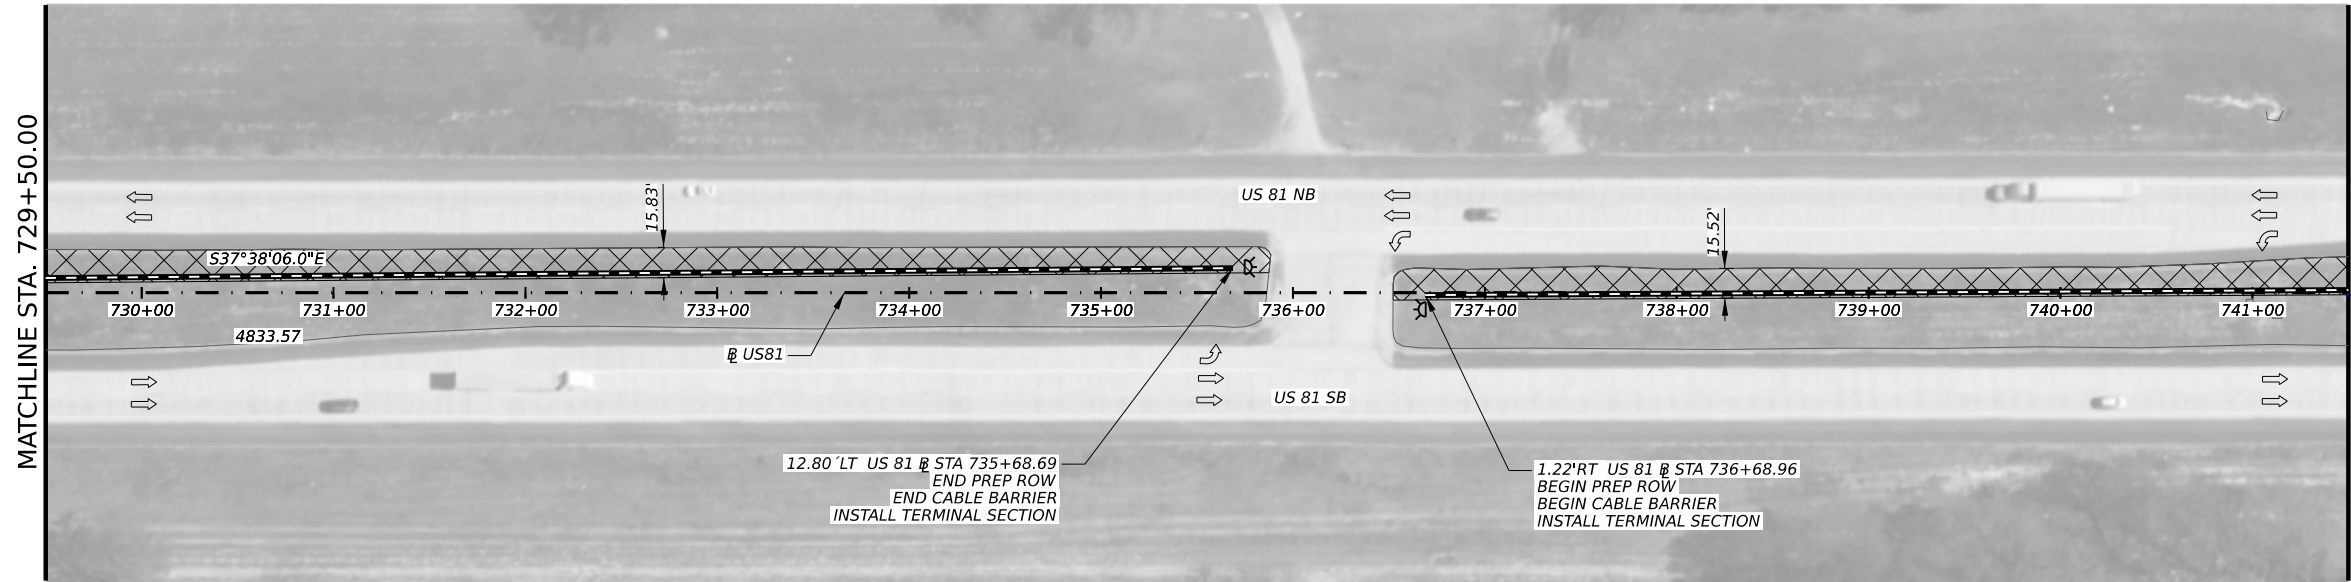 MATCHLINE STA. 729+50.00
15.83'
US 81 NB
15.52'
S37°38'06.0"E
730+00
731+00
732+00
733+00
734+00
735+00
736+00
737+00
738+00
739+00
740+00
741+00
4833.57
℄ US81
US 81 SB
12.80´LT US 81 ℄ STA 735+68.69
END PREP ROW
END CABLE BARRIER
INSTALL TERMINAL SECTION
1.22'RT US 81 ℄ STA 736+68.96
BEGIN PREP ROW
BEGIN CABLE BARRIER
INSTALL TERMINAL SECTION